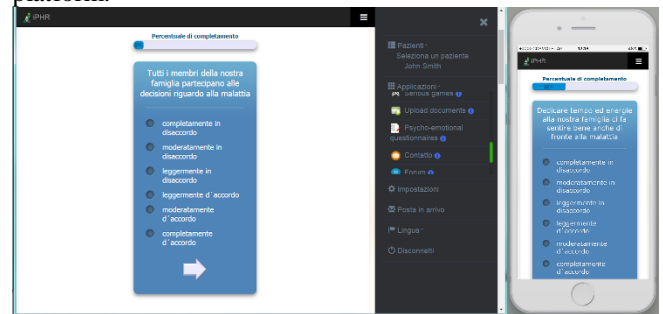 platform.
iPHR
Percentuale di completamento
Tutti i membri della nostra
famiglia partecipano alle
decisioni riguardo alla malattia
completamente in
disaccordo
moderatamente in
disaccordo
leggermente in
disaccordo
leggermente d´accordo
moderatamente
d´accordo
completamente
d´accordo
Pazienti
Seleziona un paziente
John Smith
Applicazioni
Serious games
Upload documents
Psycho-emotional
questionnaires
Contatto
Forum
Impostazioni
Posta in arrivo
Lingua
Disconnetti
iPHR
Percentuale di completamento
Dedicare tempo ed energie
alla nostra famiglia ci fa
sentire bene anche di
fronte alla malattia
completamente in
disaccordo
moderatamente in
disaccordo
leggermente in
disaccordo
leggermente
d´accordo
moderatamente
d´accordo
completamente
d´accordo